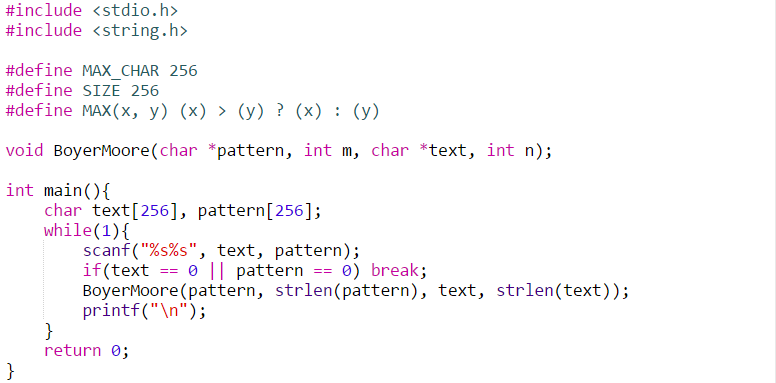 #include <stdio.h>
#include <string.h>

#define MAX_CHAR 256
#define SIZE 256
#define MAX(x, y) (x) > (y) ? (x) : (y)

void BoyerMoore(char *pattern, int m, char *text, int n);

int main(){
    char text[256], pattern[256];
    while(1){
        scanf("%s%s", text, pattern);
        if(text == 0 || pattern == 0) break;
        BoyerMoore(pattern, strlen(pattern), text, strlen(text));
        printf("\n");
    }
    return 0;
}